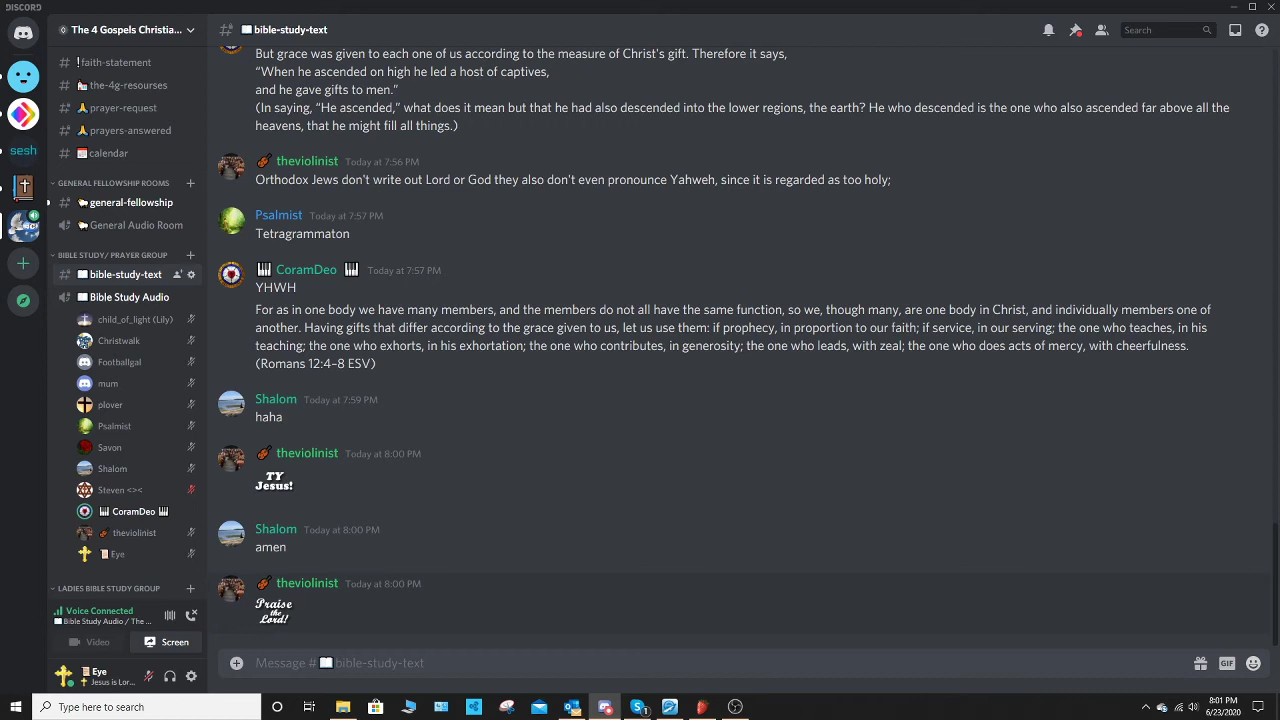 DISCORD
The 4 Gospels Christia...
bible-study-text
Search
faith-statement
the-4g-resourses
prayer-request
prayers-answered
calendar
GENERAL FELLOWSHIP ROOMS
general-fellowship
General Audio Room
BIBLE STUDY/ PRAYER GROUP
bible-study-text
Bible Study Audio
child_of_light (Lily)
Christwalk
Footballgal
mum
plover
Psalmist
Savon
Shalom
Steven <><
CoramDeo
theviolinist
Eye
LADIES BIBLE STUDY GROUP
Voice Connected
Bible Study Audio / The ...
Video
Screen
Eye
Jesus is Lor...
sesh
But grace was given to each one of us according to the measure of Christ's gift. Therefore it says,
“When he ascended on high he led a host of captives,
and he gave gifts to men.”
(In saying, “He ascended,” what does it mean but that he had also descended into the lower regions, the earth? He who descended is the one who also ascended far above all the
heavens, that he might fill all things.)
theviolinist Today at 7:56 PM
Orthodox Jews don't write out Lord or God they also don't even pronounce Yahweh, since it is regarded as too holy;
Psalmist Today at 7:57 PM
Tetragrammaton
CoramDeo Today at 7:57 PM
YHWH
For as in one body we have many members, and the members do not all have the same function, so we, though many, are one body in Christ, and individually members one of
another. Having gifts that differ according to the grace given to us, let us use them: if prophecy, in proportion to our faith; if service, in our serving; the one who teaches, in his
teaching; the one who exhorts, in his exhortation; the one who contributes, in generosity; the one who leads, with zeal; the one who does acts of mercy, with cheerfulness.
(Romans 12:4–8 ESV)
Shalom Today at 7:59 PM
haha
theviolinist Today at 8:00 PM
TY
Jesus!
Shalom Today at 8:00 PM
amen
theviolinist Today at 8:00 PM
Praise
the
Lord!
Message # bible-study-text
GIF
Type here to search
8:01 PM
6/23/2020